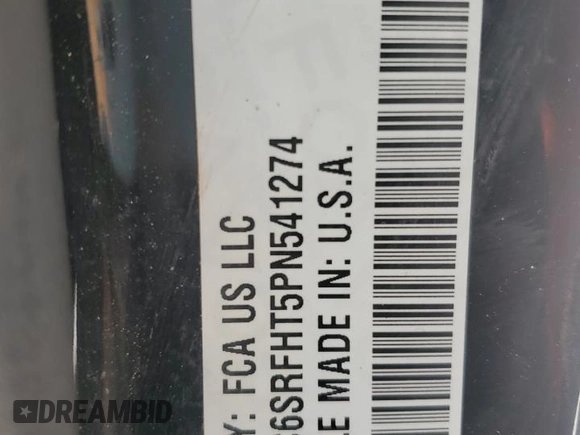 Y: FCA US LLC
6SRFHT5PN541274
E MADE IN: U.S.A.
DREAMBID